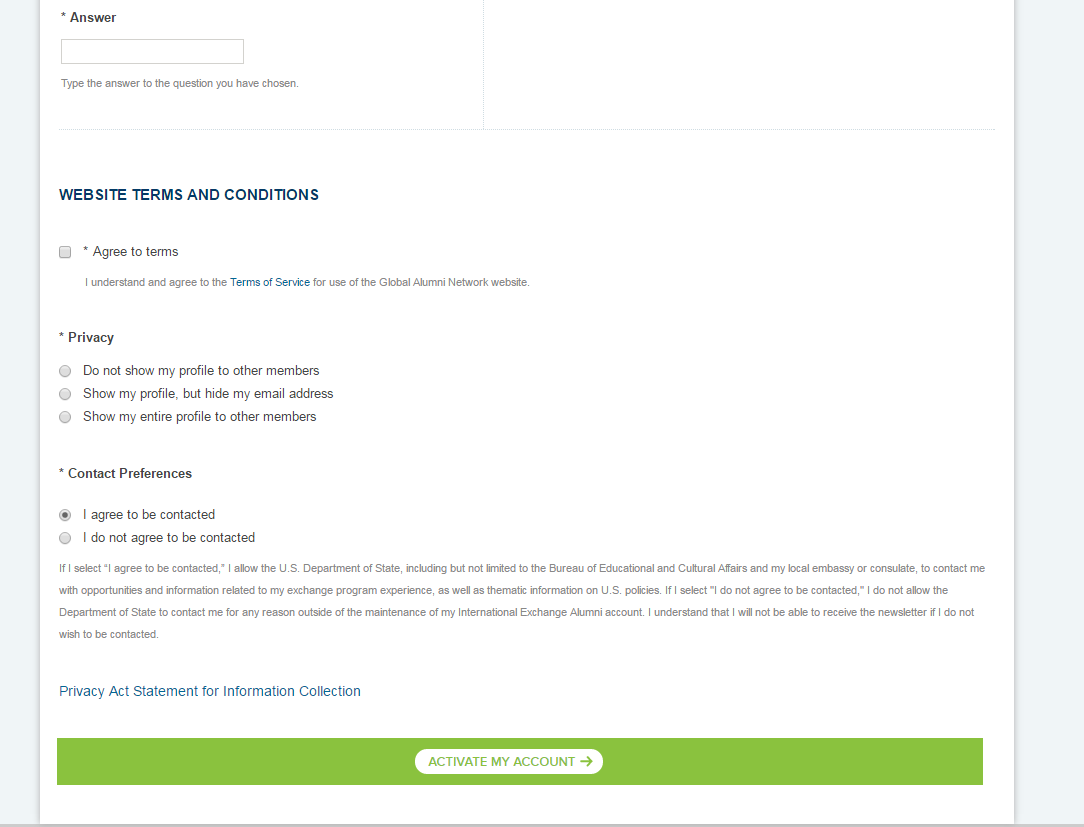 * Answer
Type the answer to the question you have chosen.
WEBSITE TERMS AND CONDITIONS
* Agree to terms
I understand and agree to the Terms of Service for use of the Global Alumni Network website.
* Privacy
Do not show my profile to other members
Show my profile, but hide my email address
Show my entire profile to other members
* Contact Preferences
I agree to be contacted
I do not agree to be contacted
If I select “I agree to be contacted,” I allow the U.S. Department of State, including but not limited to the Bureau of Educational and Cultural Affairs and my local embassy or consulate, to contact me
with opportunities and information related to my exchange program experience, as well as thematic information on U.S. policies. If I select "I do not agree to be contacted," I do not allow the
Department of State to contact me for any reason outside of the maintenance of my International Exchange Alumni account. I understand that I will not be able to receive the newsletter if I do not
wish to be contacted.
Privacy Act Statement for Information Collection
ACTIVATE MY ACCOUNT →